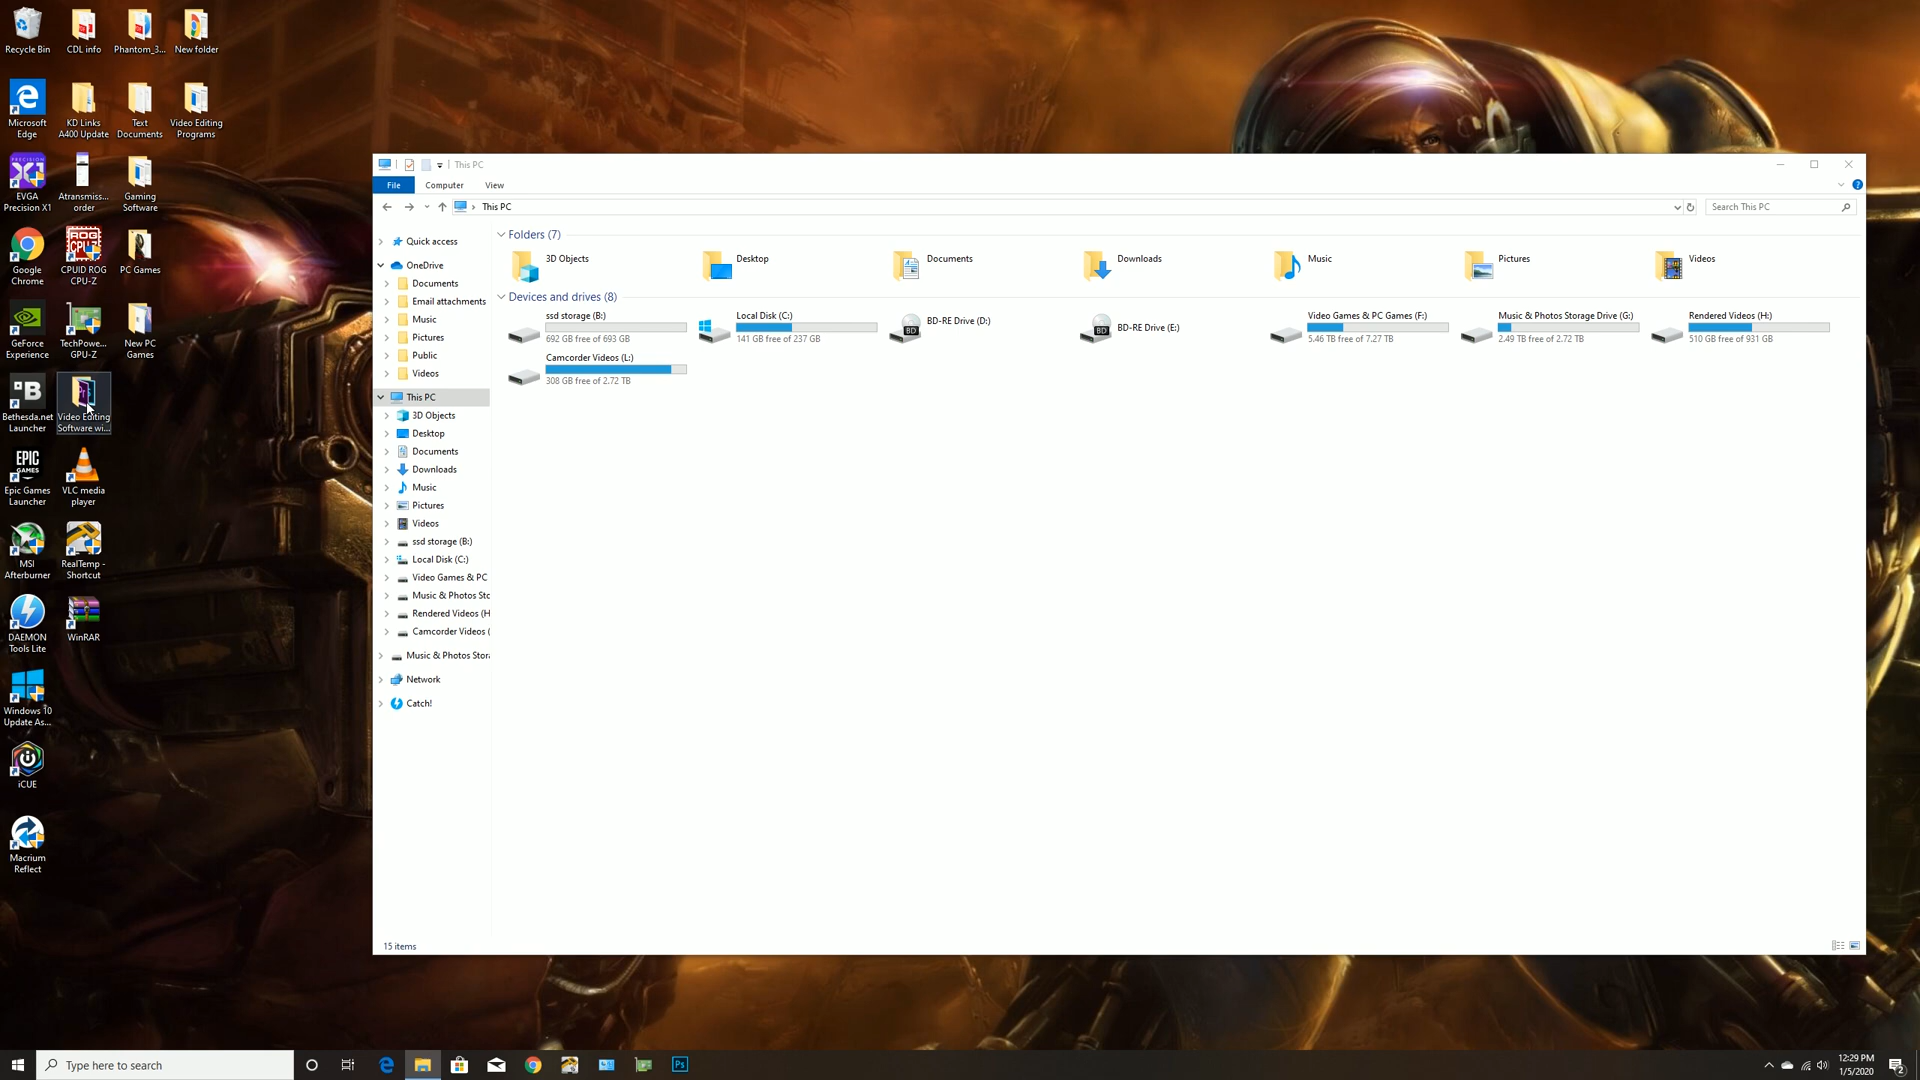 Recycle Bin
CDL info
Phantom_3...
New folder
Microsoft
Edge
KD Links
A400 Update
Text
Documents
Video Editing
Programs
EVGA
Precision X1
Atransmiss...
order
Gaming
Software
Google
Chrome
CPUID ROG
CPU-Z
PC Games
GeForce
Experience
TechPowe...
GPU-Z
New PC
Games
Bethesda.net
Launcher
Video Editing
Software wi...
Epic Games
Launcher
VLC media
player
MSI
Afterburner
RealTemp -
Shortcut
DAEMON
Tools Lite
WinRAR
Windows 10
Update As...
iCUE
Macrium
Reflect
This PC
File
Computer
View
This PC
Search This PC
Quick access
OneDrive
Documents
Email attachments
Music
Pictures
Public
Videos
This PC
3D Objects
Desktop
Documents
Downloads
Music
Pictures
Videos
ssd storage (B:)
Local Disk (C:)
Video Games & PC
Music & Photos Sto
Rendered Videos (H
Camcorder Videos (
Music & Photos Stora
Network
Catch!
Folders (7)
3D Objects
Desktop
Documents
Downloads
Music
Pictures
Videos
Devices and drives (8)
ssd storage (B:)
692 GB free of 693 GB
Local Disk (C:)
141 GB free of 237 GB
BD-RE Drive (D:)
BD-RE Drive (E:)
Video Games & PC Games (F:)
5.46 TB free of 7.27 TB
Music & Photos Storage Drive (G:)
2.49 TB free of 2.72 TB
Rendered Videos (H:)
510 GB free of 931 GB
Camcorder Videos (L:)
308 GB free of 2.72 TB
15 items
Type here to search
12:29 PM
1/5/2020